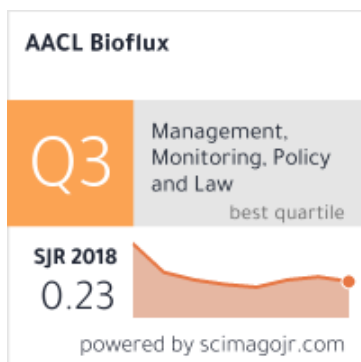 AACL Bioflux
Q3
Management,
Monitoring, Policy
and Law
best quartile
SJR 2018
0.23
powered by scimagojr.com